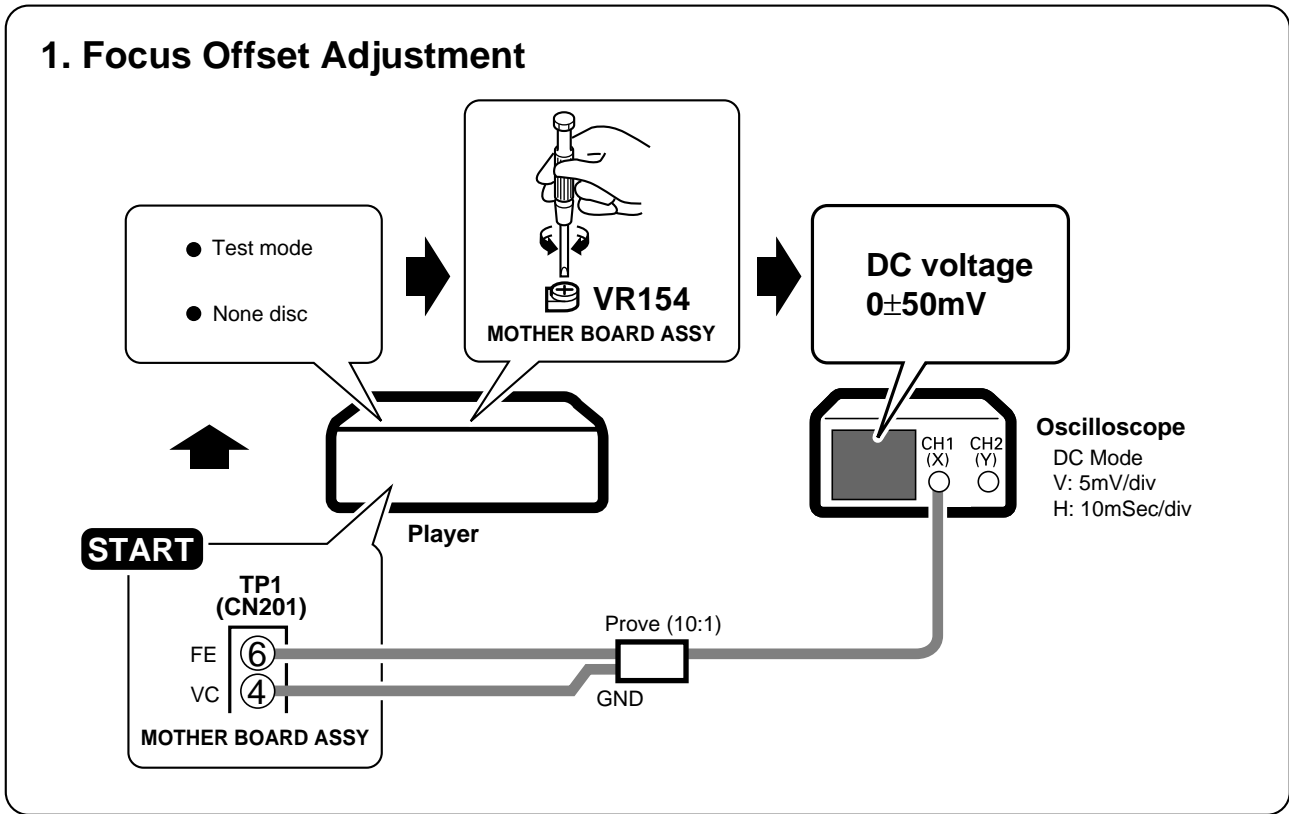 1. Focus Offset Adjustment
● Test mode
● None disc
VR154
MOTHER BOARD ASSY
DC voltage
0±50mV
CH1
(X)
CH2
(Y)
Oscilloscope
DC Mode
V: 5mV/div
H: 10mSec/div
Player
START
TP1
(CN201)
FE 6
VC 4
MOTHER BOARD ASSY
Prove (10:1)
GND